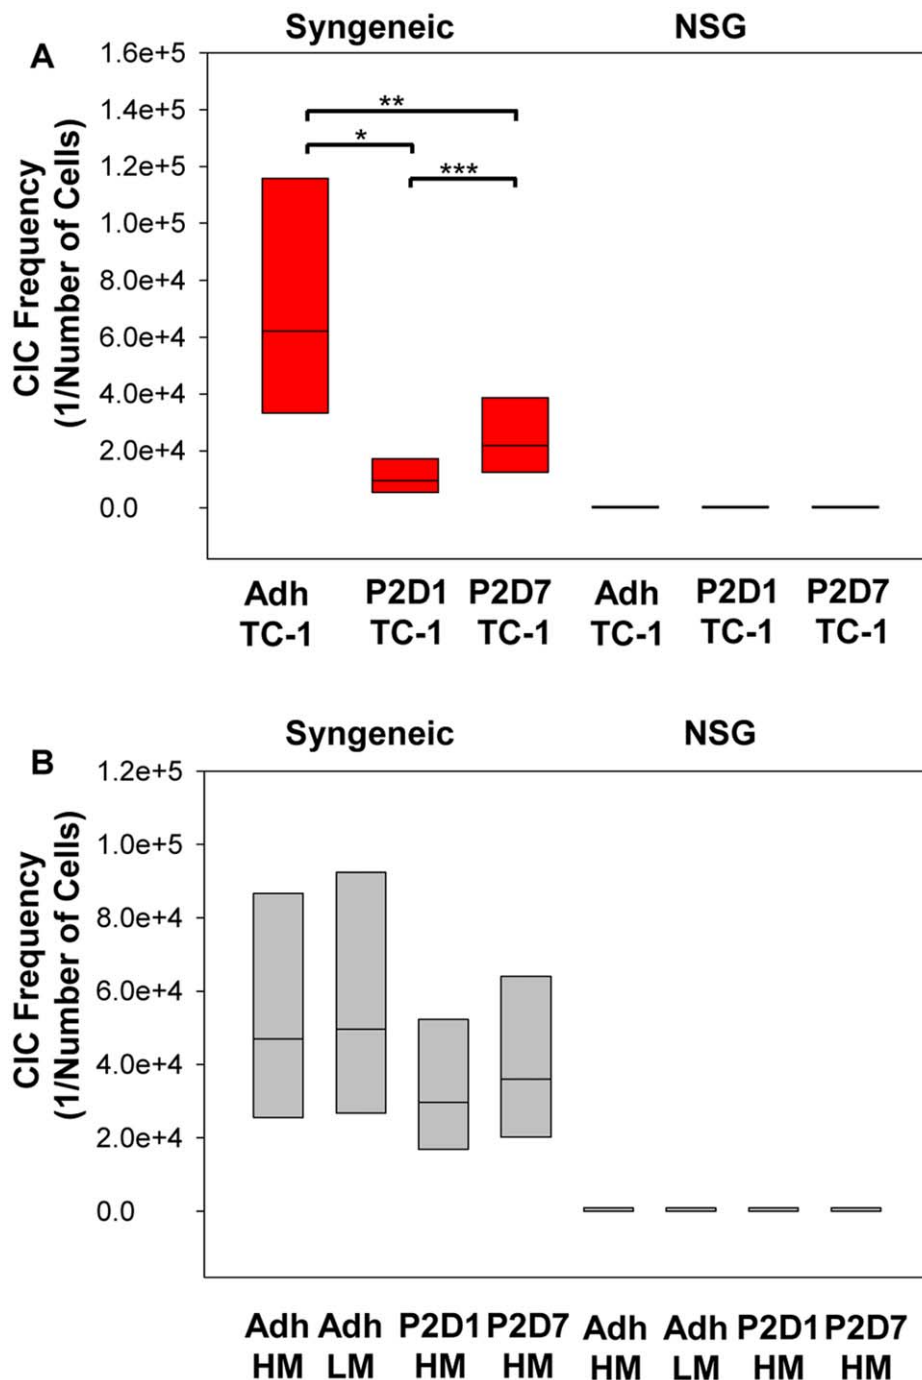 Syngeneic NSG
A
1.6e+5
1.4e+5
1.2e+5
1.0e+5
8.0e+4
6.0e+4
4.0e+4
2.0e+4
0.0
CIC Frequency
(1/Number of Cells)
**
*
***
Adh P2D1 P2D7 Adh P2D1 P2D7
TC-1 TC-1 TC-1 TC-1 TC-1 TC-1
Syngeneic NSG
B
1.2e+5
1.0e+5
8.0e+4
6.0e+4
4.0e+4
2.0e+4
0.0
CIC Frequency
(1/Number of Cells)
Adh Adh P2D1 P2D7 Adh Adh P2D1 P2D7
HM LM HM HM HM LM HM HM